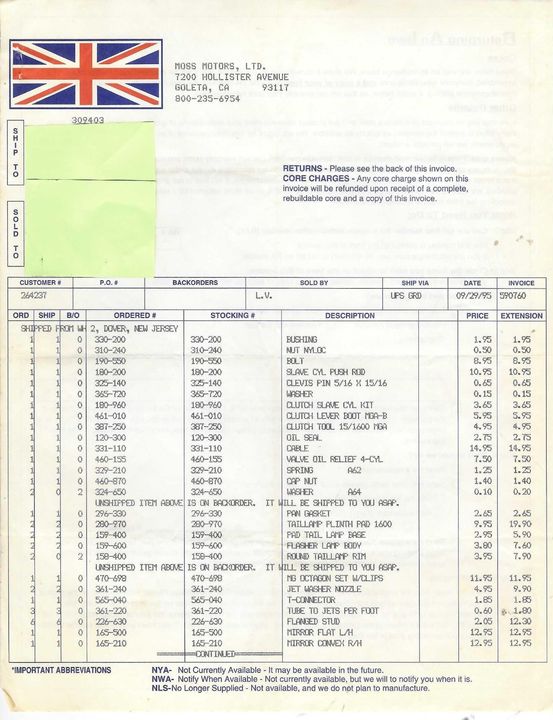 MOSS MOTORS, LTD.
7200 HOLLISTER AVENUE
GOLETA, CA 93117
800-235-6954
309403
SHIP TO
RETURNS - Please see the back of this invoice.
CORE CHARGES - Any core charge shown on this
invoice will be refunded upon receipt of a complete,
rebuildable core and a copy of this invoice.
SOLD TO
CUSTOMER # P.O. # BACKORDERS SOLD BY SHIP VIA DATE INVOICE
264237 L.V. UPS GRD 09/29/95 590760
ORD SHIP B/O ORDERED # STOCKING # DESCRIPTION PRICE EXTENSION
SHIPPED FROM WH 2, DOVER, NEW JERSEY
1 1 0 330-200 330-200 BUSHING 1.95 1.95
1 1 0 310-240 310-240 NUT NYLOC 0.50 0.50
1 1 0 190-550 190-550 BOLT 8.95 8.95
1 1 0 180-200 180-200 SLAVE CYL PUSH ROD 10.95 10.95
1 1 0 325-140 325-140 CLEVIS PIN 5/16 X 15/16 0.65 0.65
1 1 0 365-720 365-720 WASHER 0.15 0.15
1 1 0 180-960 180-960 CLUTCH SLAVE CYL KIT 3.65 3.65
1 1 0 461-010 461-010 CLUTCH LEVER BOOT MGA-B 5.95 5.95
1 1 0 387-250 387-250 CLUTCH TOOL 15/1600 MGA 4.95 4.95
1 1 0 120-300 120-300 OIL SEAL 2.75 2.75
1 1 0 331-110 331-110 CABLE 14.95 14.95
1 1 0 460-155 460-155 VALVE OIL RELIEF 4-CYL 7.50 7.50
1 1 0 329-210 329-210 SPRING A62 1.25 1.25
1 1 0 460-870 460-870 CAP NUT 1.40 1.40
2 0 2 324-650 324-650 WASHER A64 0.10 0.20
UNSHIPPED ITEM ABOVE IS ON BACKORDER. IT WILL BE SHIPPED TO YOU ASAP.
1 1 0 296-330 296-330 PAN GASKET 2.65 2.65
2 2 0 280-970 280-970 TAILLAMP PLINTH PAD 1600 9.95 19.90
2 2 0 159-400 159-400 PAD TAIL LAMP BASE 2.95 5.90
2 2 0 159-600 159-600 FLASHER LAMP BODY 3.80 7.60
2 0 2 158-400 158-400 ROUND TAILLAMP RIM 3.95 7.90
UNSHIPPED ITEM ABOVE IS ON BACKORDER. IT WILL BE SHIPPED TO YOU ASAP.
1 1 0 470-698 470-698 MG OCTAGON SET W/CLIPS 11.95 11.95
2 2 0 361-240 361-240 JET WASHER NOZZLE 4.95 9.90
1 1 0 565-040 565-040 T-CONNECTOR 1.85 1.85
3 3 0 361-220 361-220 TUBE TO JETS PER FOOT 0.60 1.80
6 6 0 226-630 226-630 FLANGED STUD 2.05 12.30
1 1 0 165-500 165-500 MIRROR FLAT L/H 12.95 12.95
1 1 0 165-210 165-210 MIRROR CONVEX R/H 12.95 12.95
CONTINUED
*IMPORTANT ABBREVIATIONS NYA- Not Currently Available - It may be available in the future.
NWA- Notify When Available - Not currently available, but we will to notify you when it is.
NLS-No Longer Supplied - Not available, and we do not plan to manufacture.